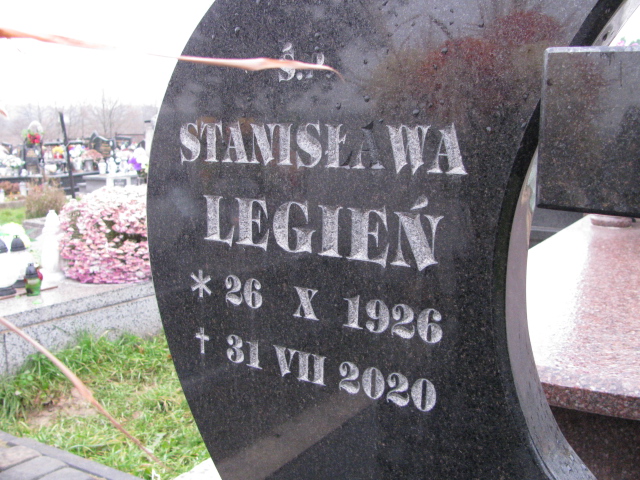 Ś.P
STANISŁAWA
LEGIEŃ
* 26 X 1926
† 31 VII 2020